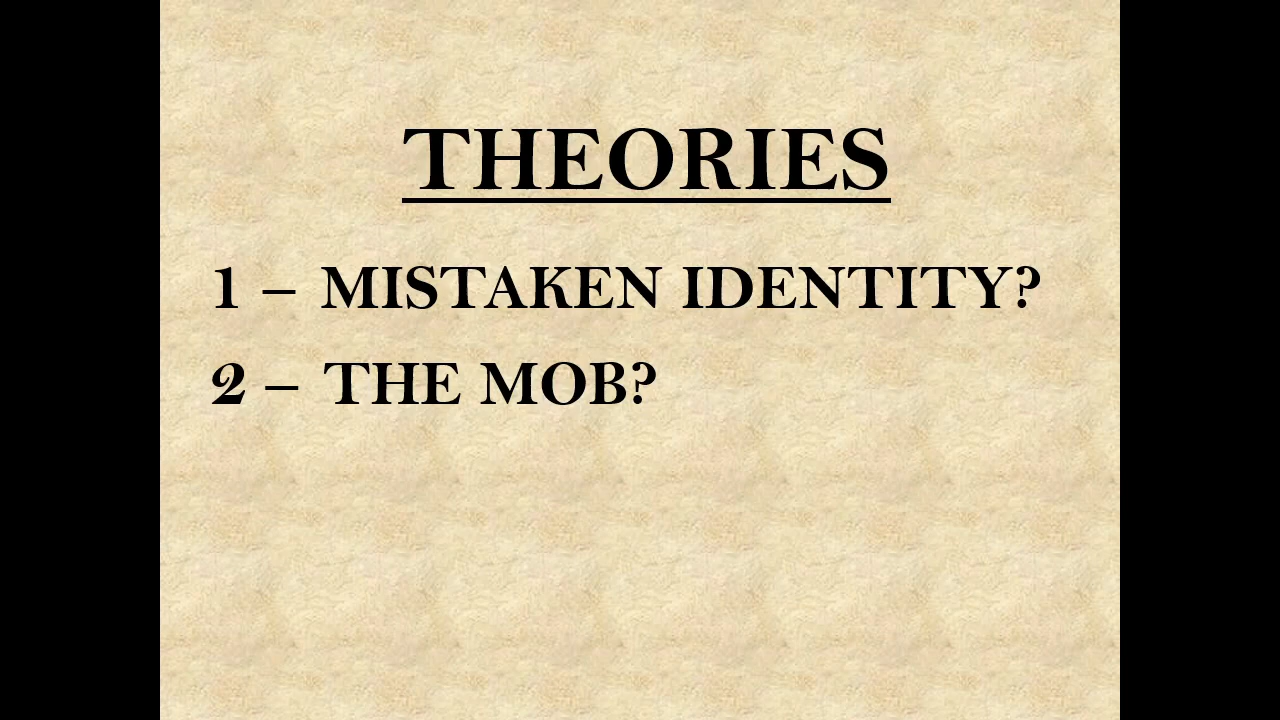 THEORIES
1 – MISTAKEN IDENTITY?
2 – THE MOB?